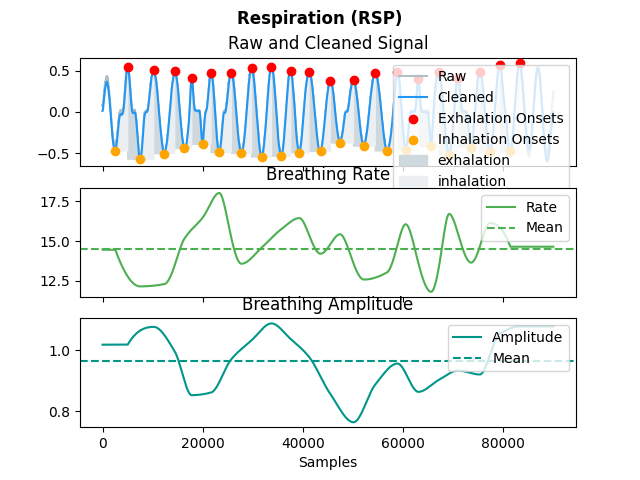 Respiration (RSP)
Raw and Cleaned Signal
0.5
0.0
−0.5
Raw
Cleaned
Exhalation Onsets
Inhalation Onsets
exhalation
inhalation
Breathing Rate
17.5
15.0
12.5
Rate
Mean
Breathing Amplitude
1.0
0.8
Amplitude
Mean
0 20000 40000 60000 80000
Samples